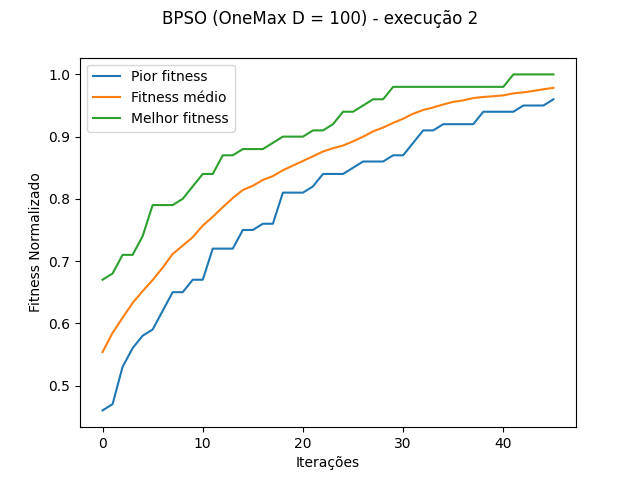 BPSO (OneMax D = 100) - execução 2
Pior fitness
Fitness médio
Melhor fitness
Fitness Normalizado
1.0
0.9
0.8
0.7
0.6
0.5
0
10
20
30
40
Iterações